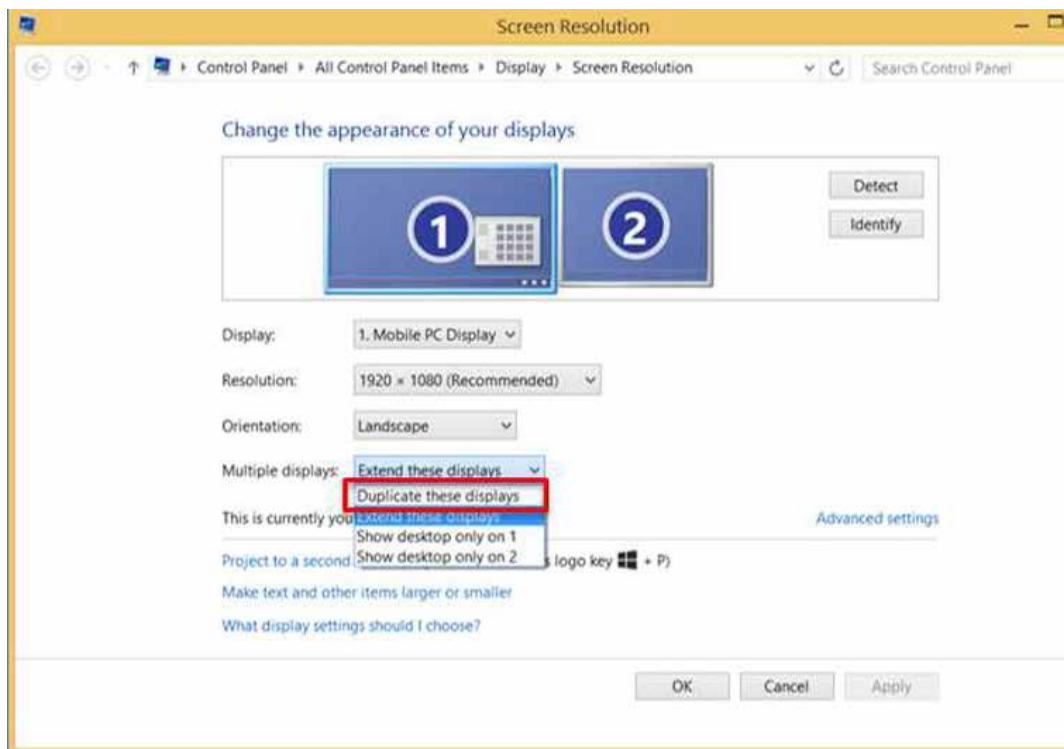 Screen Resolution
Control Panel All Control Panel Items Display Screen Resolution Search Control Panel
Change the appearance of your displays
1 2
Detect
Identify
Display: 1. Mobile PC Display
Resolution: 1920 × 1080 (Recommended)
Orientation: Landscape
Multiple displays: Extend these displays
Duplicate these displays
This is currently you Extend these displays Advanced settings
Show desktop only on 1
Project to a second Show desktop only on 2 s logo key + P)
Make text and other items larger or smaller
What display settings should I choose?
OK Cancel Apply